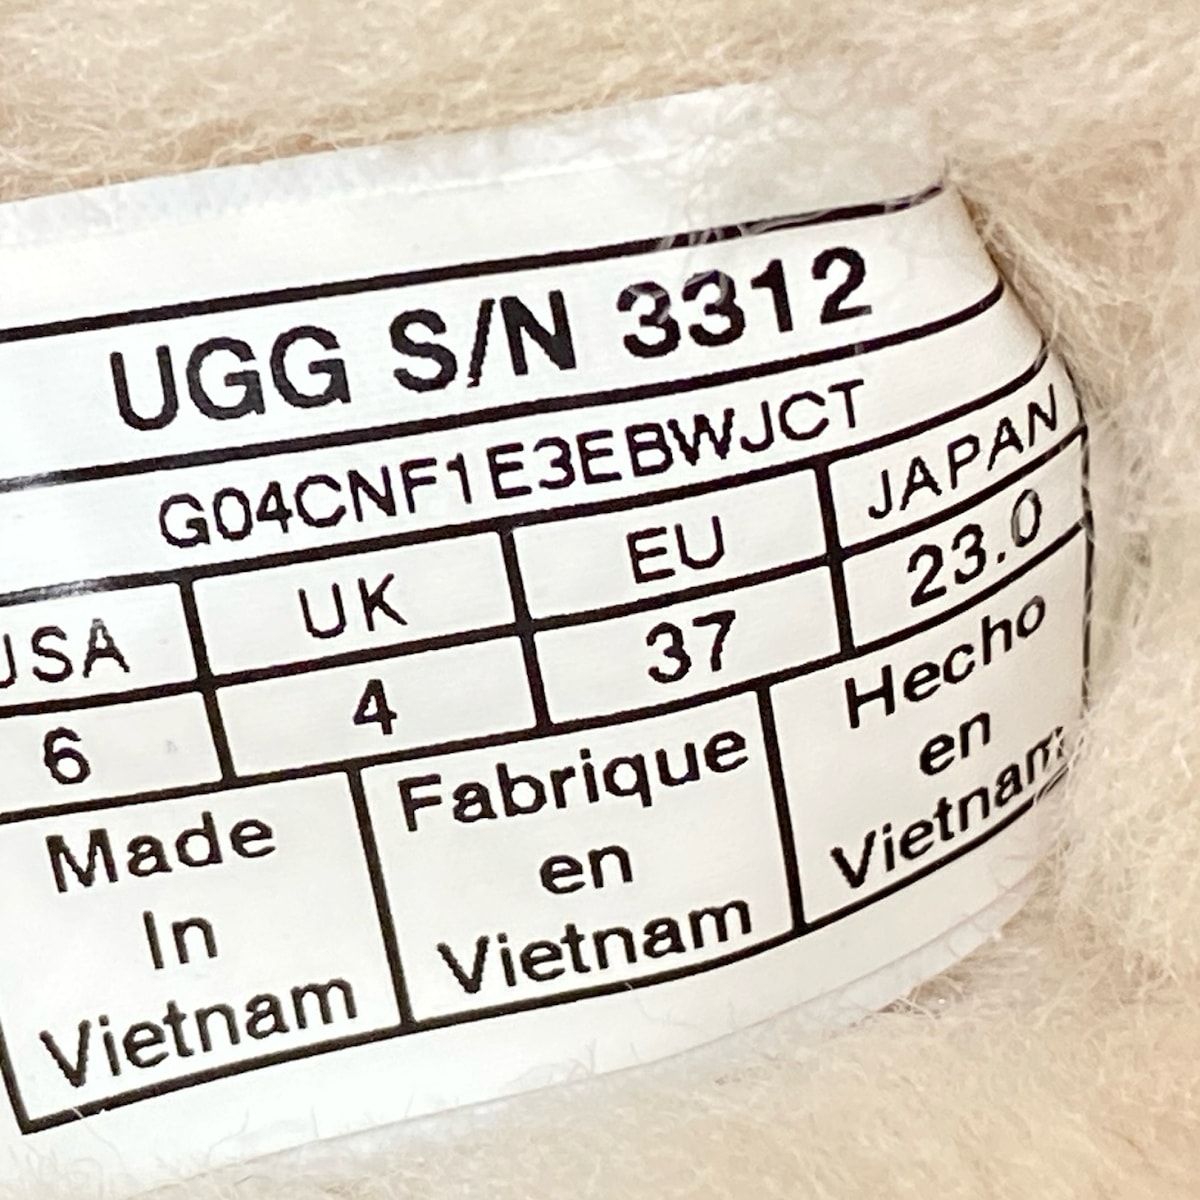 UGG S/N 3312
G04CNF1E3EBWJCT
USA UK EU JAPAN
6 4 37 23.0
Made
In
Vietnam
Fabrique
en
Vietnam
Hecho
en
Vietnam